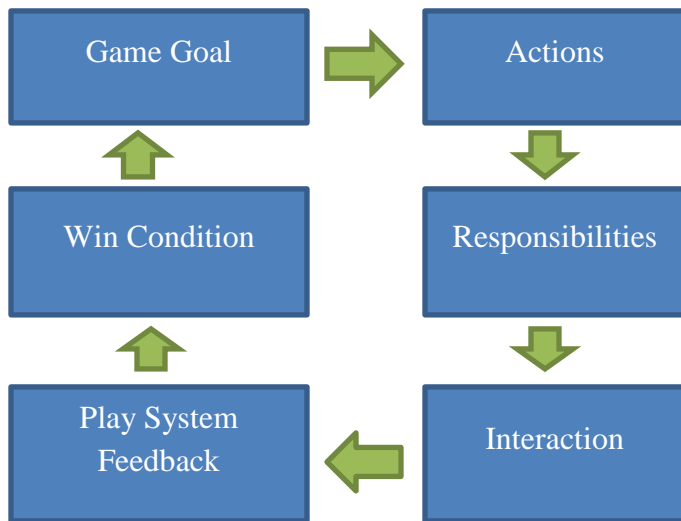 Game Goal
Actions
Win Condition
Responsibilities
Play System
Feedback
Interaction